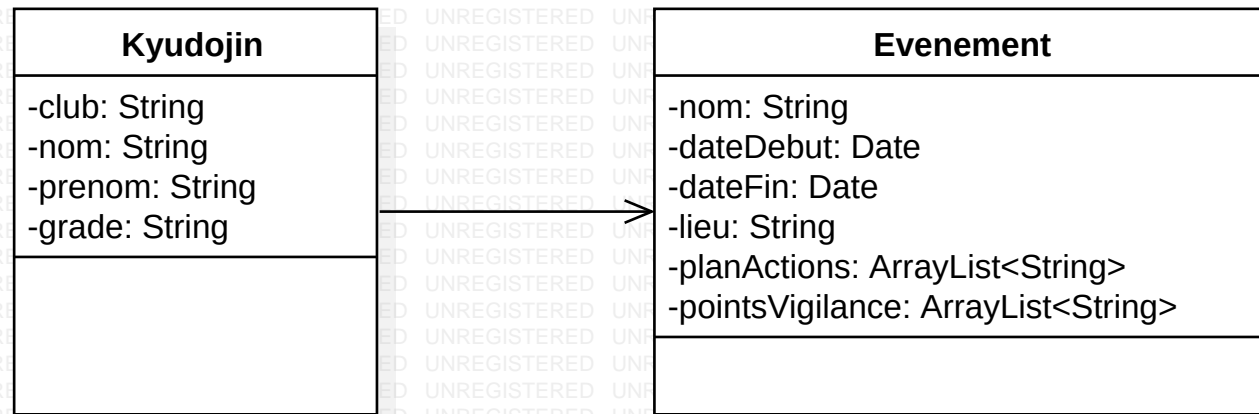 Kyudojin
-club: String
-nom: String
-prenom: String
-grade: String
Evenement
-nom: String
-dateDebut: Date
-dateFin: Date
-lieu: String
-planActions: ArrayList<String>
-pointsVigilance: ArrayList<String>
UNREGISTERED